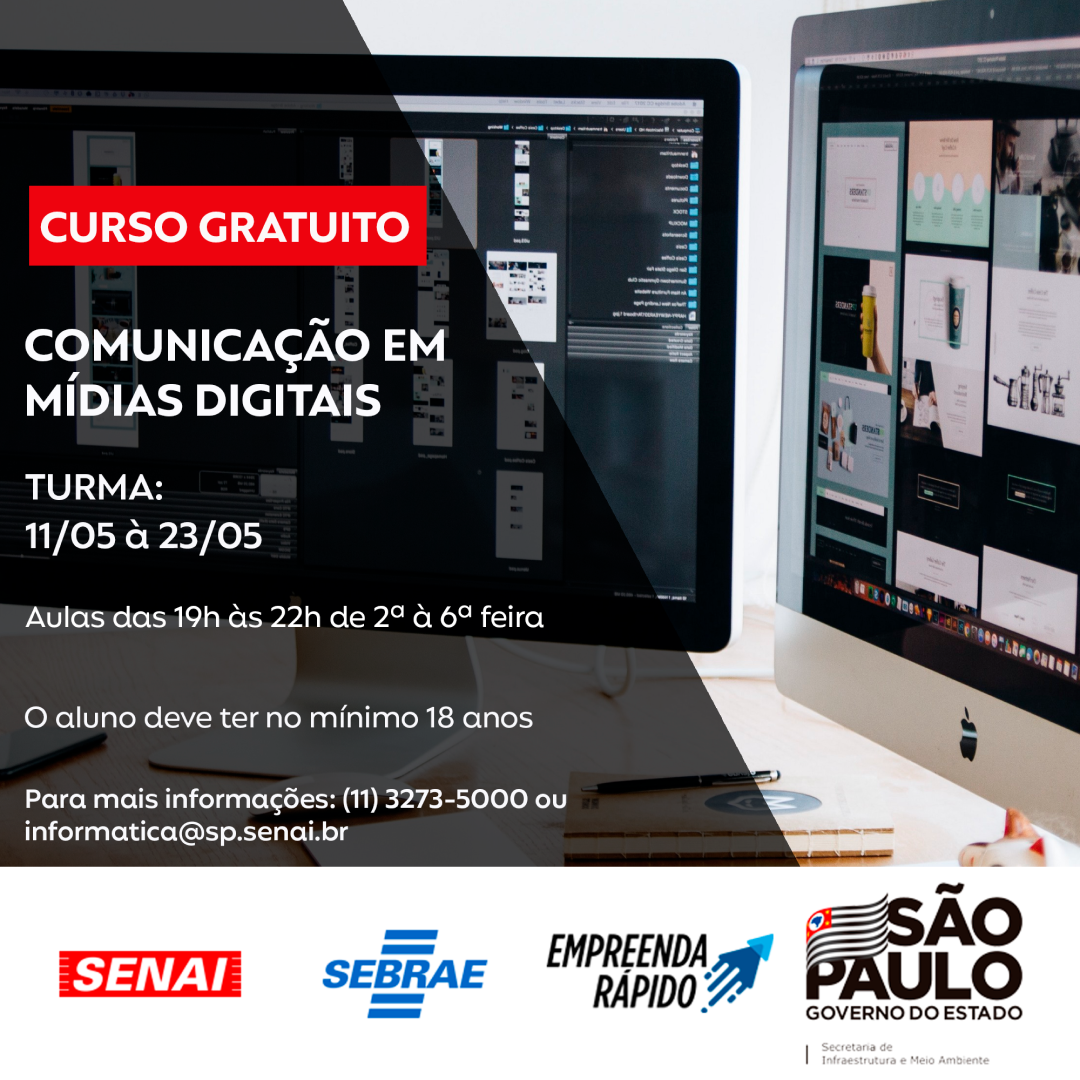 CURSO GRATUITO
COMUNICAÇÃO EM
MÍDIAS DIGITAIS
TURMA:
11/05 à 23/05
Aulas das 19h às 22h de 2ª à 6ª feira
O aluno deve ter no mínimo 18 anos
Para mais informações: (11) 3273-5000 ou
informatica@sp.senai.br
SENAI
SEBRAE
EMPREENDA
RÁPIDO
SÃO
PAULO
GOVERNO DO ESTADO
Secretaria de
Infraestrutura e Meio Ambiente